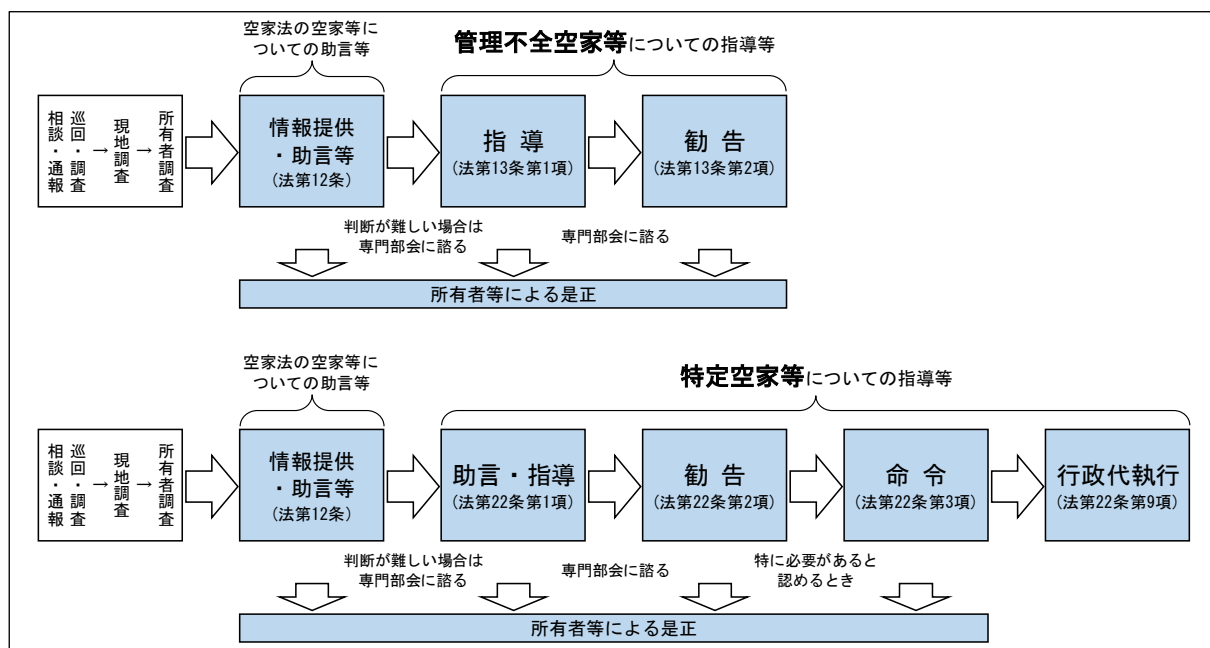 空家法の空家等に
ついての助言等
管理不全空家等についての指導等
相談・通報
巡回・調査
→
現地調査
→
所有者調査
情報提供
・助言等
(法第12条)
指 導
(法第13条第1項)
勧 告
(法第13条第2項)
判断が難しい場合は
専門部会に諮る
専門部会に諮る
所有者等による是正
空家法の空家等に
ついての助言等
特定空家等についての指導等
相談・通報
巡回・調査
→
現地調査
→
所有者調査
情報提供
・助言等
(法第12条)
助言・指導
(法第22条第1項)
勧 告
(法第22条第2項)
命 令
(法第22条第3項)
行政代執行
(法第22条第9項)
判断が難しい場合は
専門部会に諮る
専門部会に諮る
特に必要があると
認めるとき
所有者等による是正